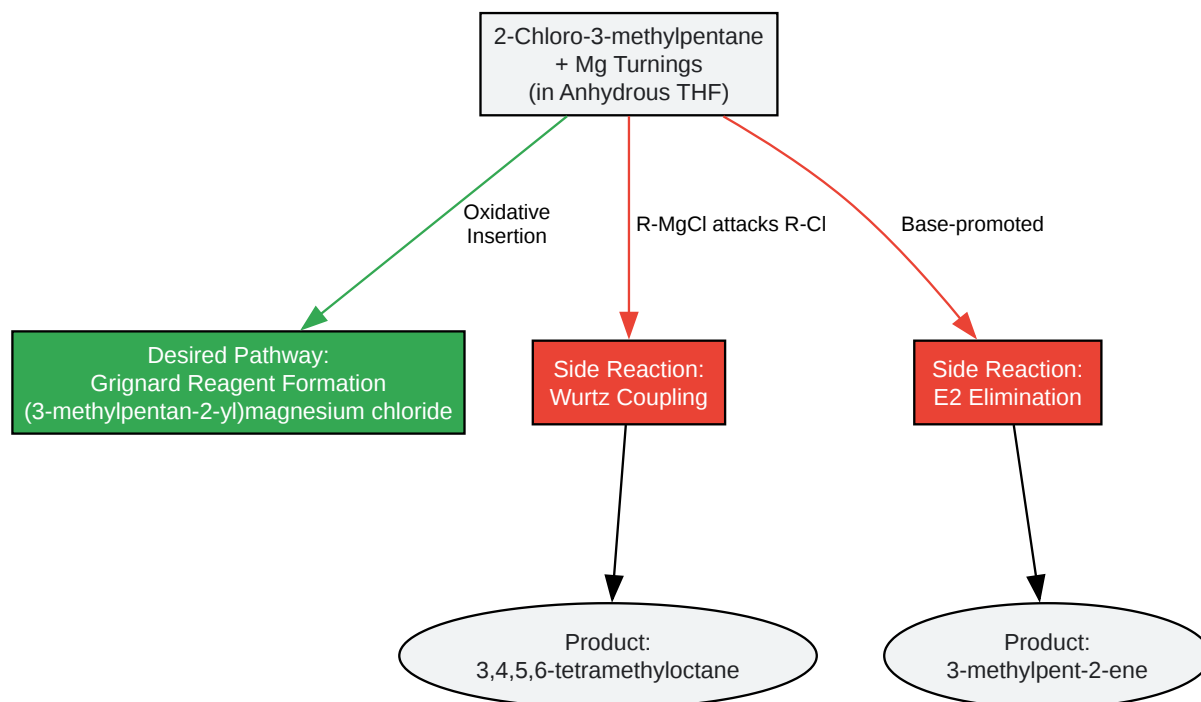 2-Chloro-3-methylpentane
+ Mg Turnings
(in Anhydrous THF)
Oxidative
Insertion
R-MgCl attacks R-Cl
Base-promoted
Desired Pathway:
Grignard Reagent Formation
(3-methylpentan-2-yl)magnesium chloride
Side Reaction:
Wurtz Coupling
Side Reaction:
E2 Elimination
Product:
3,4,5,6-tetramethyloctane
Product:
3-methylpent-2-ene